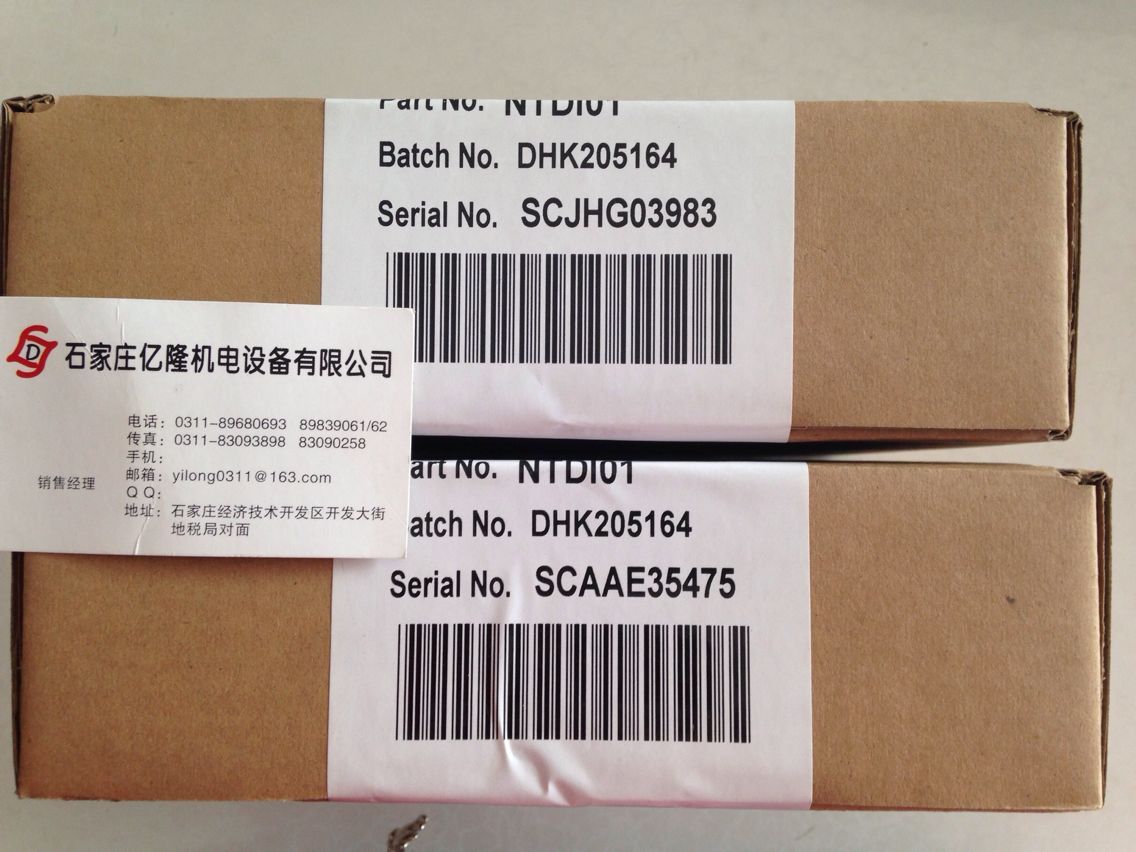 Part No. NTDI01
Batch No. DHK205164
Serial No. SCJHG03983
D
石家庄亿隆机电设备有限公司
电话：0311-89680693 89839061/62
传真：0311-83093898 83090258
手机：
邮箱：yilong0311@163.com
销售经理
Q Q：
地址：石家庄经济技术开发区开发大街
地税局对面
art No. NTDI01
atch No. DHK205164
Serial No. SCAAE35475